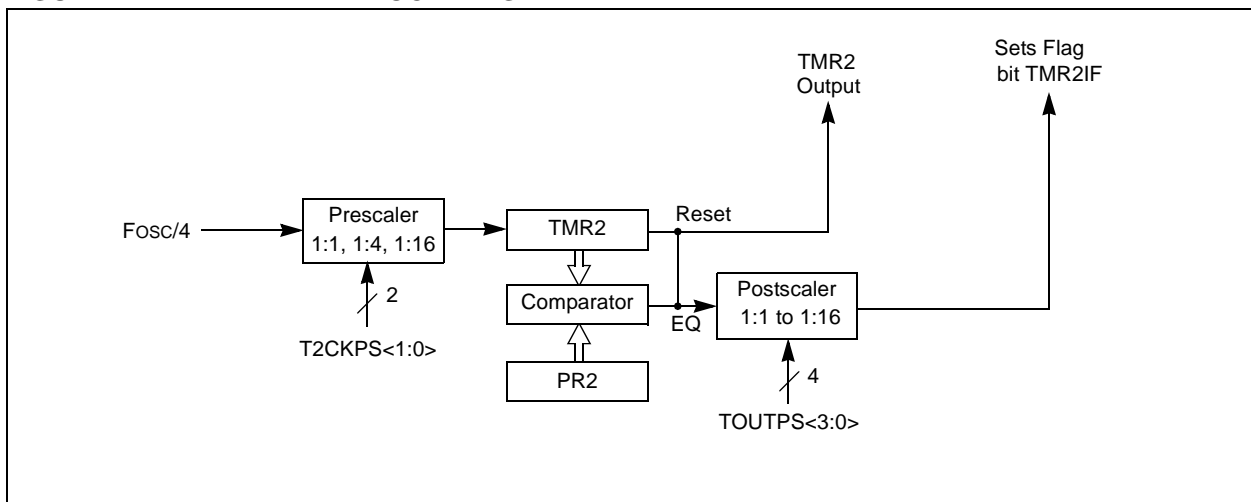 TMR2
Output
Sets Flag
bit TMR2IF
FOSC/4
Prescaler
1:1, 1:4, 1:16
2
T2CKPS<1:0>
TMR2
Reset
Comparator
EQ
PR2
Postscaler
1:1 to 1:16
4
TOUTPS<3:0>